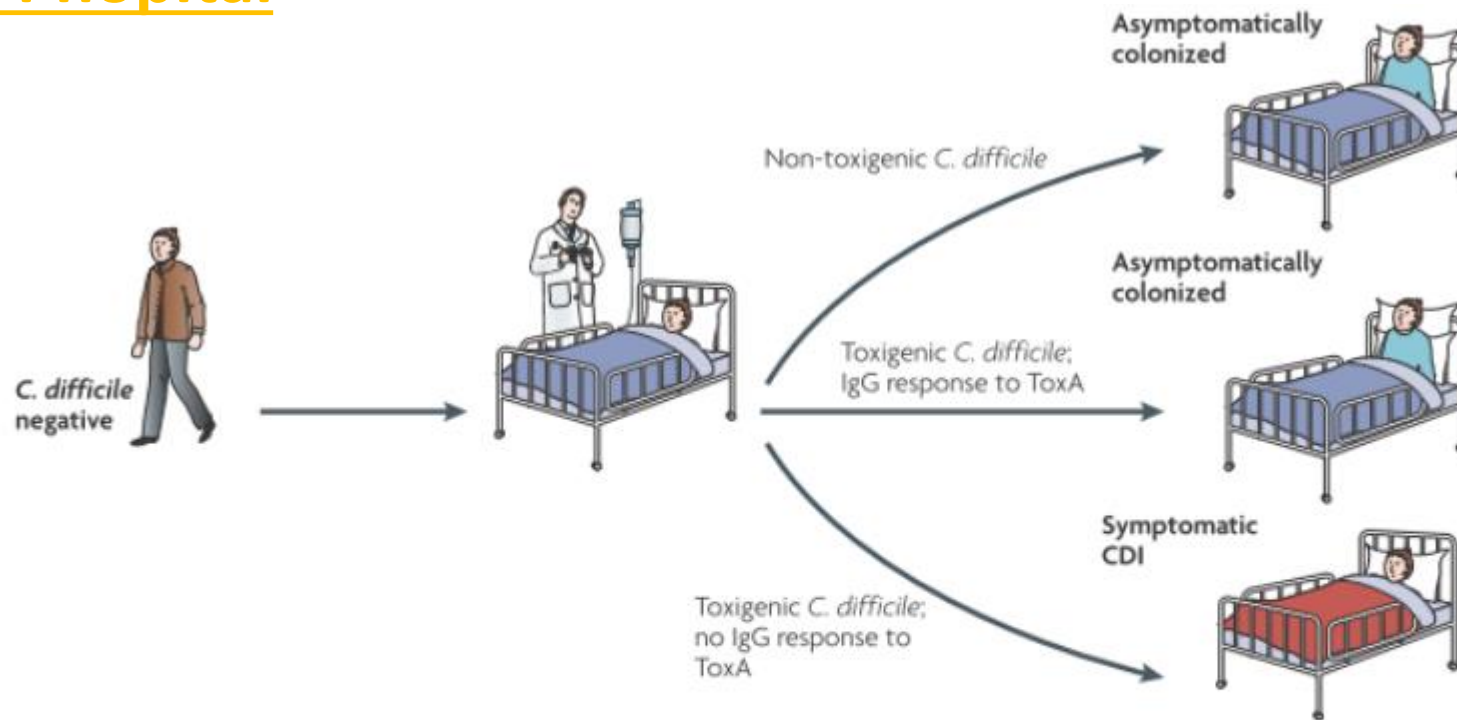 hôpital
Asymptomatically
colonized
Non-toxigenic C. difficile
Asymptomatically
colonized
C. difficile
negative
Toxigenic C. difficile;
IgG response to ToxA
Symptomatic
CDI
Toxigenic C. difficile;
no IgG response to
ToxA